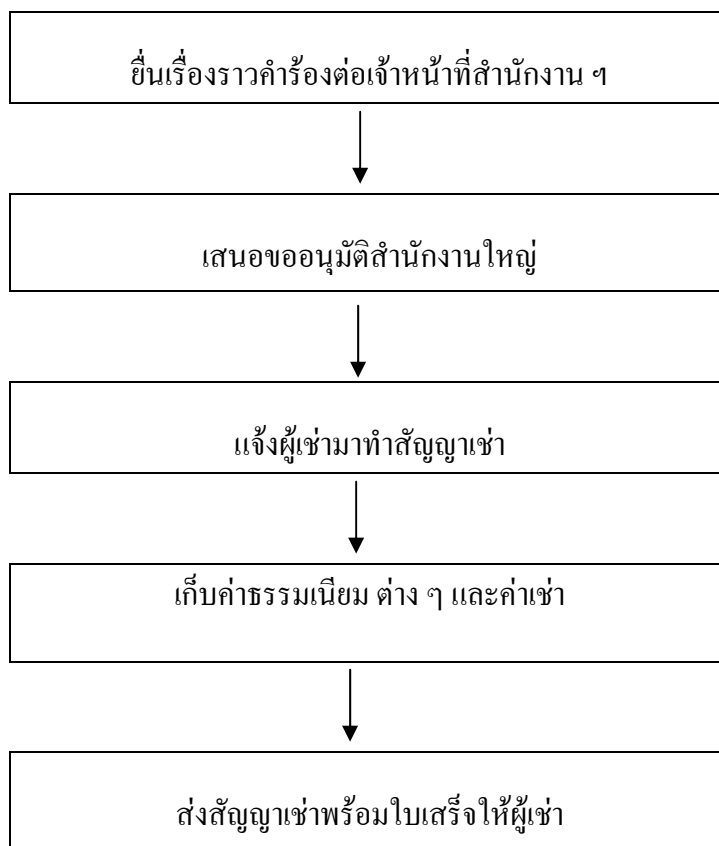 ยื่นเรื่องราวคำร้องต่อเจ้าหน้าที่สำนักงาน ฯ
เสนอขออนุมัติสำนักงานใหญ่
แจ้งผู้เช่ามาทำสัญญาเช่า
เก็บค่าธรรมเนียม ต่าง ๆ และค่าเช่า
ส่งสัญญาเช่าพร้อมใบเสร็จให้ผู้เช่า